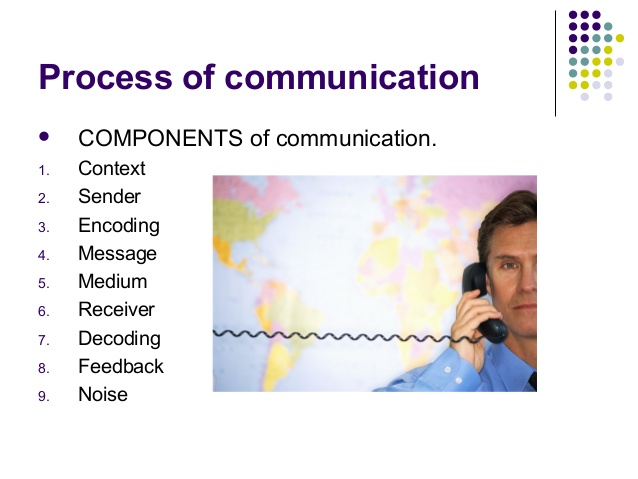 Process of communication
COMPONENTS of communication.
1. Context
2. Sender
3. Encoding
4. Message
5. Medium
6. Receiver
7. Decoding
8. Feedback
9. Noise